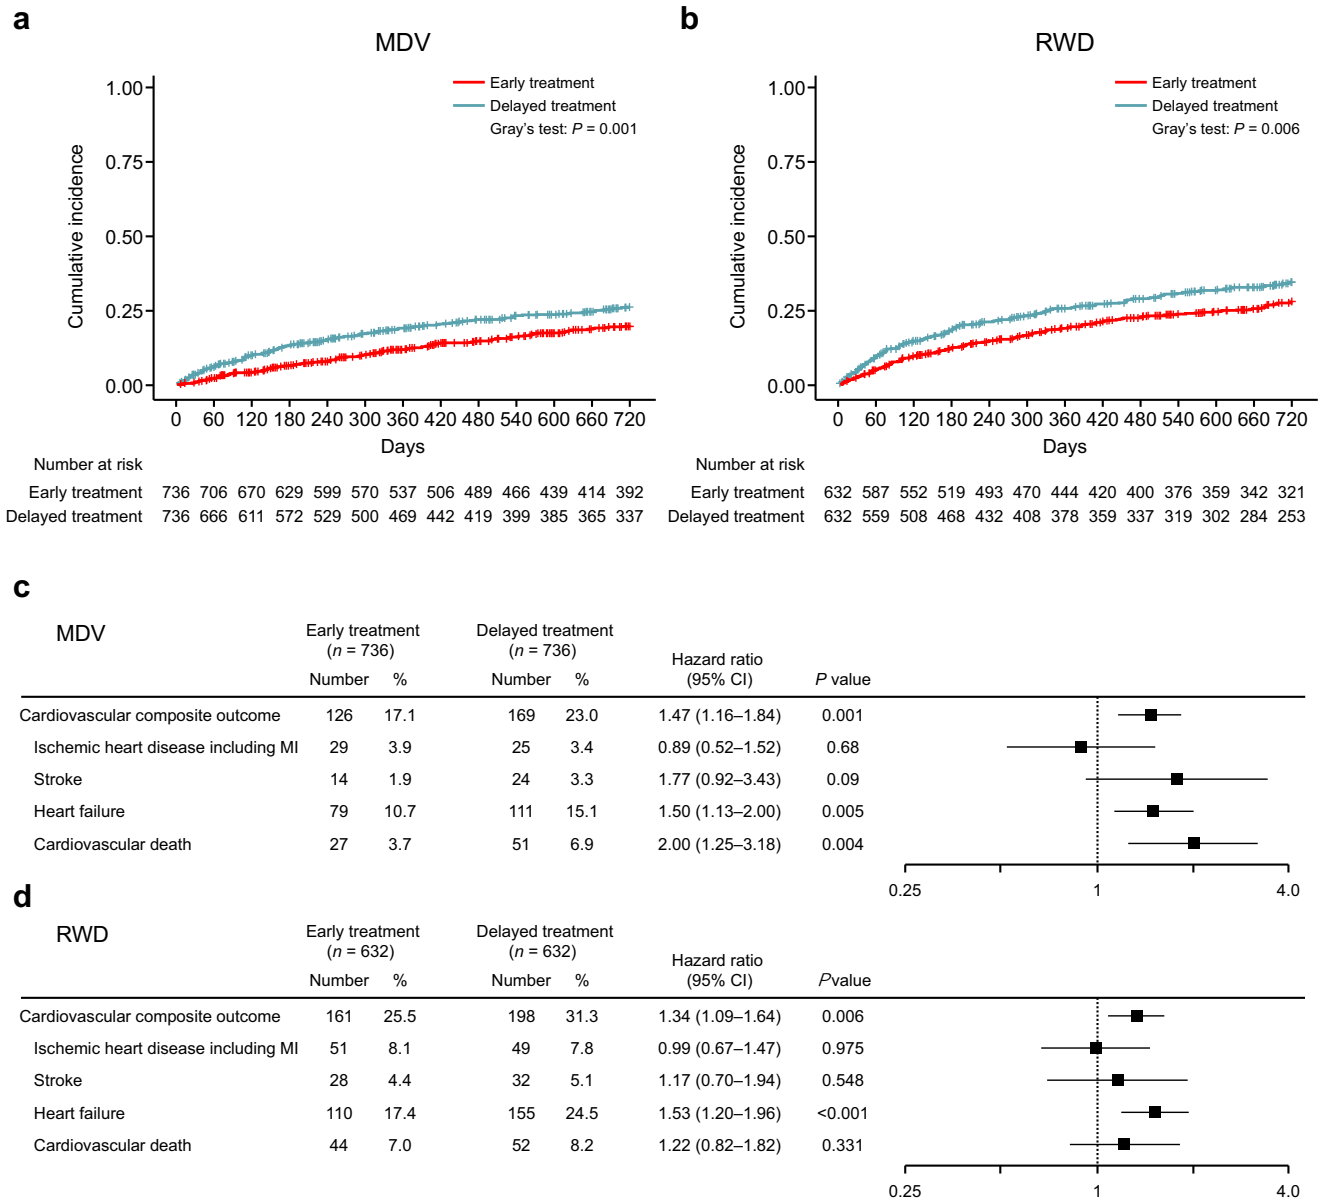 a
MDV
1.00
0.75
0.50
0.25
0.00
Cumulative incidence
Early treatment
Delayed treatment
Gray's test: P = 0.001
0 60 120 180 240 300 360 420 480 540 600 660 720
Days
Number at risk
Early treatment 736 706 670 629 599 570 537 506 489 466 439 414 392
Delayed treatment 736 666 611 572 529 500 469 442 419 399 385 365 337
b
RWD
1.00
0.75
0.50
0.25
0.00
Cumulative incidence
Early treatment
Delayed treatment
Gray's test: P = 0.006
0 60 120 180 240 300 360 420 480 540 600 660 720
Days
Number at risk
Early treatment 632 587 552 519 493 470 444 420 400 376 359 342 321
Delayed treatment 632 559 508 468 432 408 378 359 337 319 302 284 253
c
MDV
Early treatment Delayed treatment
(n = 736) (n = 736)
Hazard ratio
Number % Number % (95% CI) P value
Cardiovascular composite outcome 126 17.1 169 23.0 1.47 (1.16–1.84) 0.001
Ischemic heart disease including MI 29 3.9 25 3.4 0.89 (0.52–1.52) 0.68
Stroke 14 1.9 24 3.3 1.77 (0.92–3.43) 0.09
Heart failure 79 10.7 111 15.1 1.50 (1.13–2.00) 0.005
Cardiovascular death 27 3.7 51 6.9 2.00 (1.25–3.18) 0.004
0.25 1 4.0
d
RWD
Early treatment Delayed treatment
(n = 632) (n = 632)
Hazard ratio
Number % Number % (95% CI) P value
Cardiovascular composite outcome 161 25.5 198 31.3 1.34 (1.09–1.64) 0.006
Ischemic heart disease including MI 51 8.1 49 7.8 0.99 (0.67–1.47) 0.975
Stroke 28 4.4 32 5.1 1.17 (0.70–1.94) 0.548
Heart failure 110 17.4 155 24.5 1.53 (1.20–1.96) <0.001
Cardiovascular death 44 7.0 52 8.2 1.22 (0.82–1.82) 0.331
0.25 1 4.0